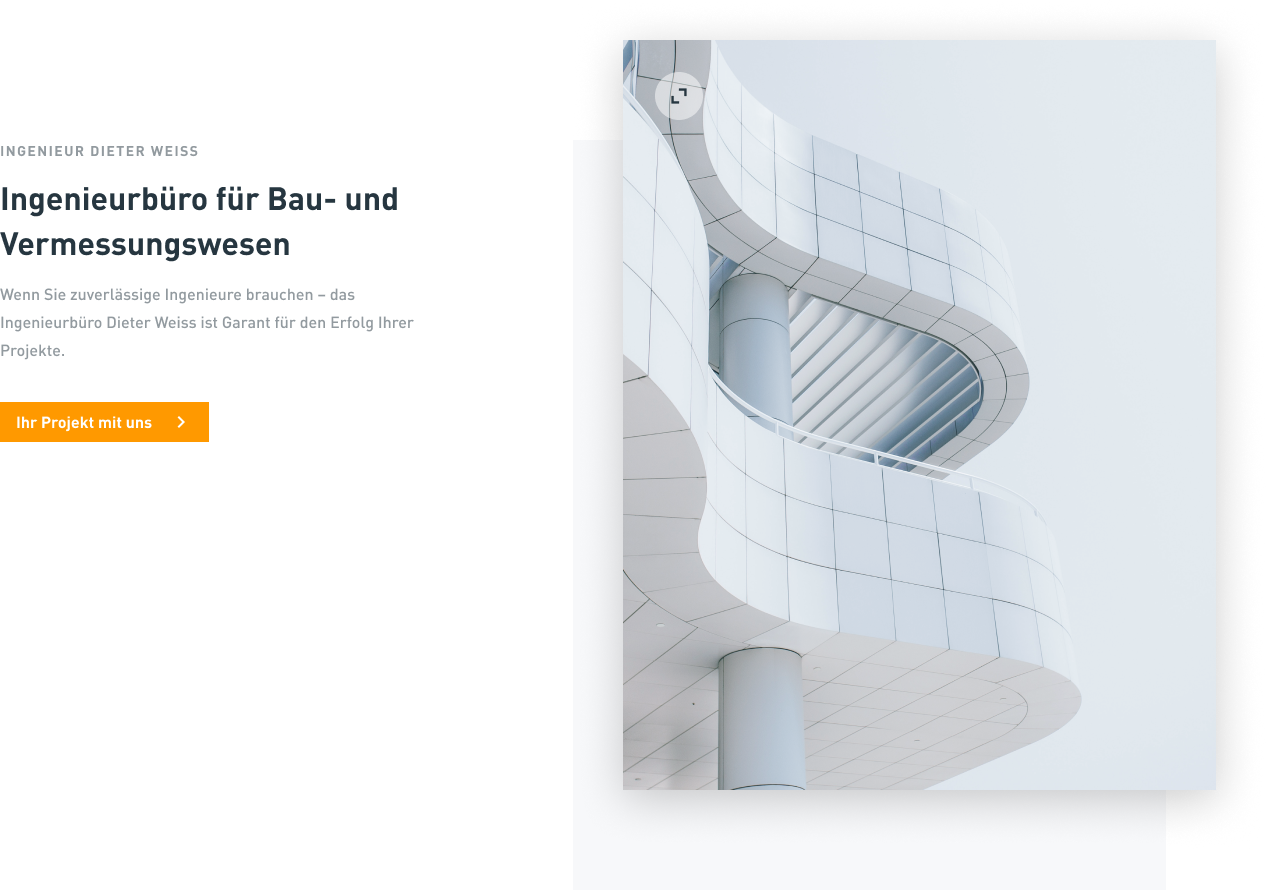 INGENIEUR DIETER WEISS
Ingenieurbüro für Bau- und
Vermessungswesen
Wenn Sie zuverlässige Ingenieure brauchen – das
Ingenieurbüro Dieter Weiss ist Garant für den Erfolg Ihrer
Projekte.
Ihr Projekt mit uns